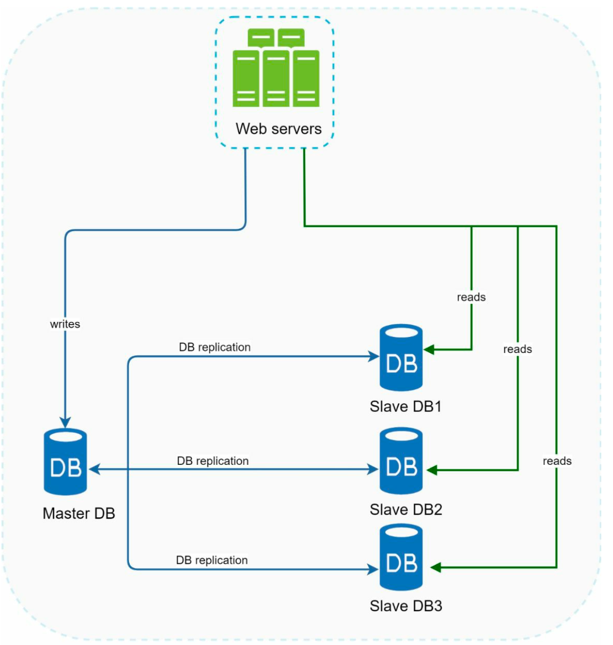 Web servers
writes
reads
reads
reads
DB replication
DB
Slave DB1
DB
Master DB
DB replication
DB
Slave DB2
DB replication
DB
Slave DB3